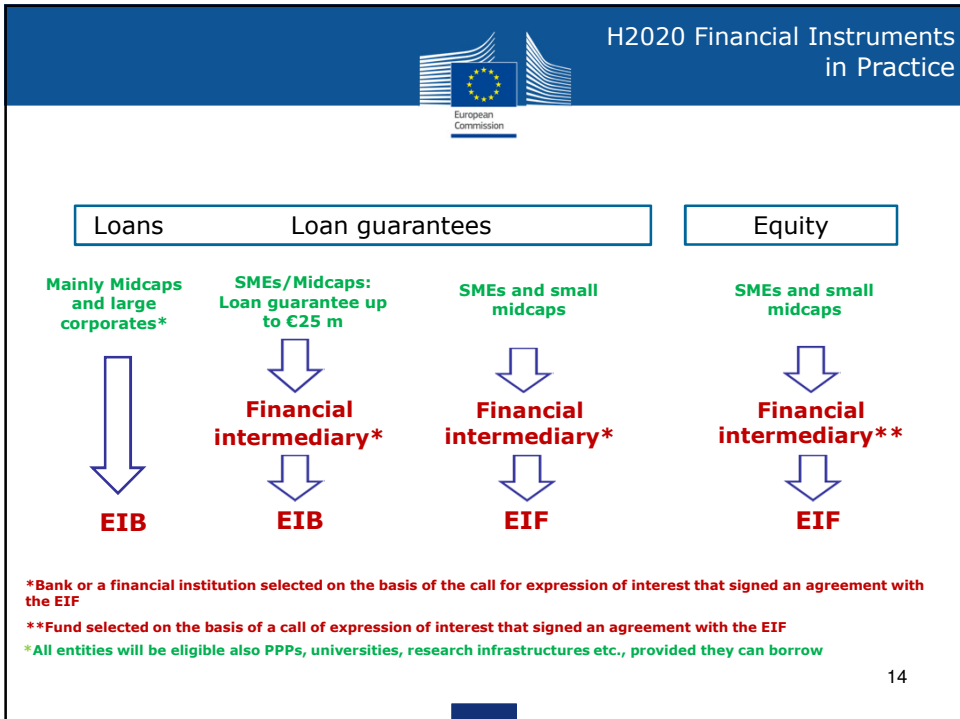 H2020 Financial Instruments
in Practice
European
Commission
Loans Loan guarantees
Equity
Mainly Midcaps
and large
corporates*
SMEs/Midcaps:
Loan guarantee up
to €25 m
SMEs and small
midcaps
SMEs and small
midcaps
Financial
intermediary*
Financial
intermediary*
Financial
intermediary**
EIB
EIB
EIF
EIF
*Bank or a financial institution selected on the basis of the call for expression of interest that signed an agreement with
the EIF
**Fund selected on the basis of a call of expression of interest that signed an agreement with the EIF
*All entities will be eligible also PPPs, universities, research infrastructures etc., provided they can borrow
14